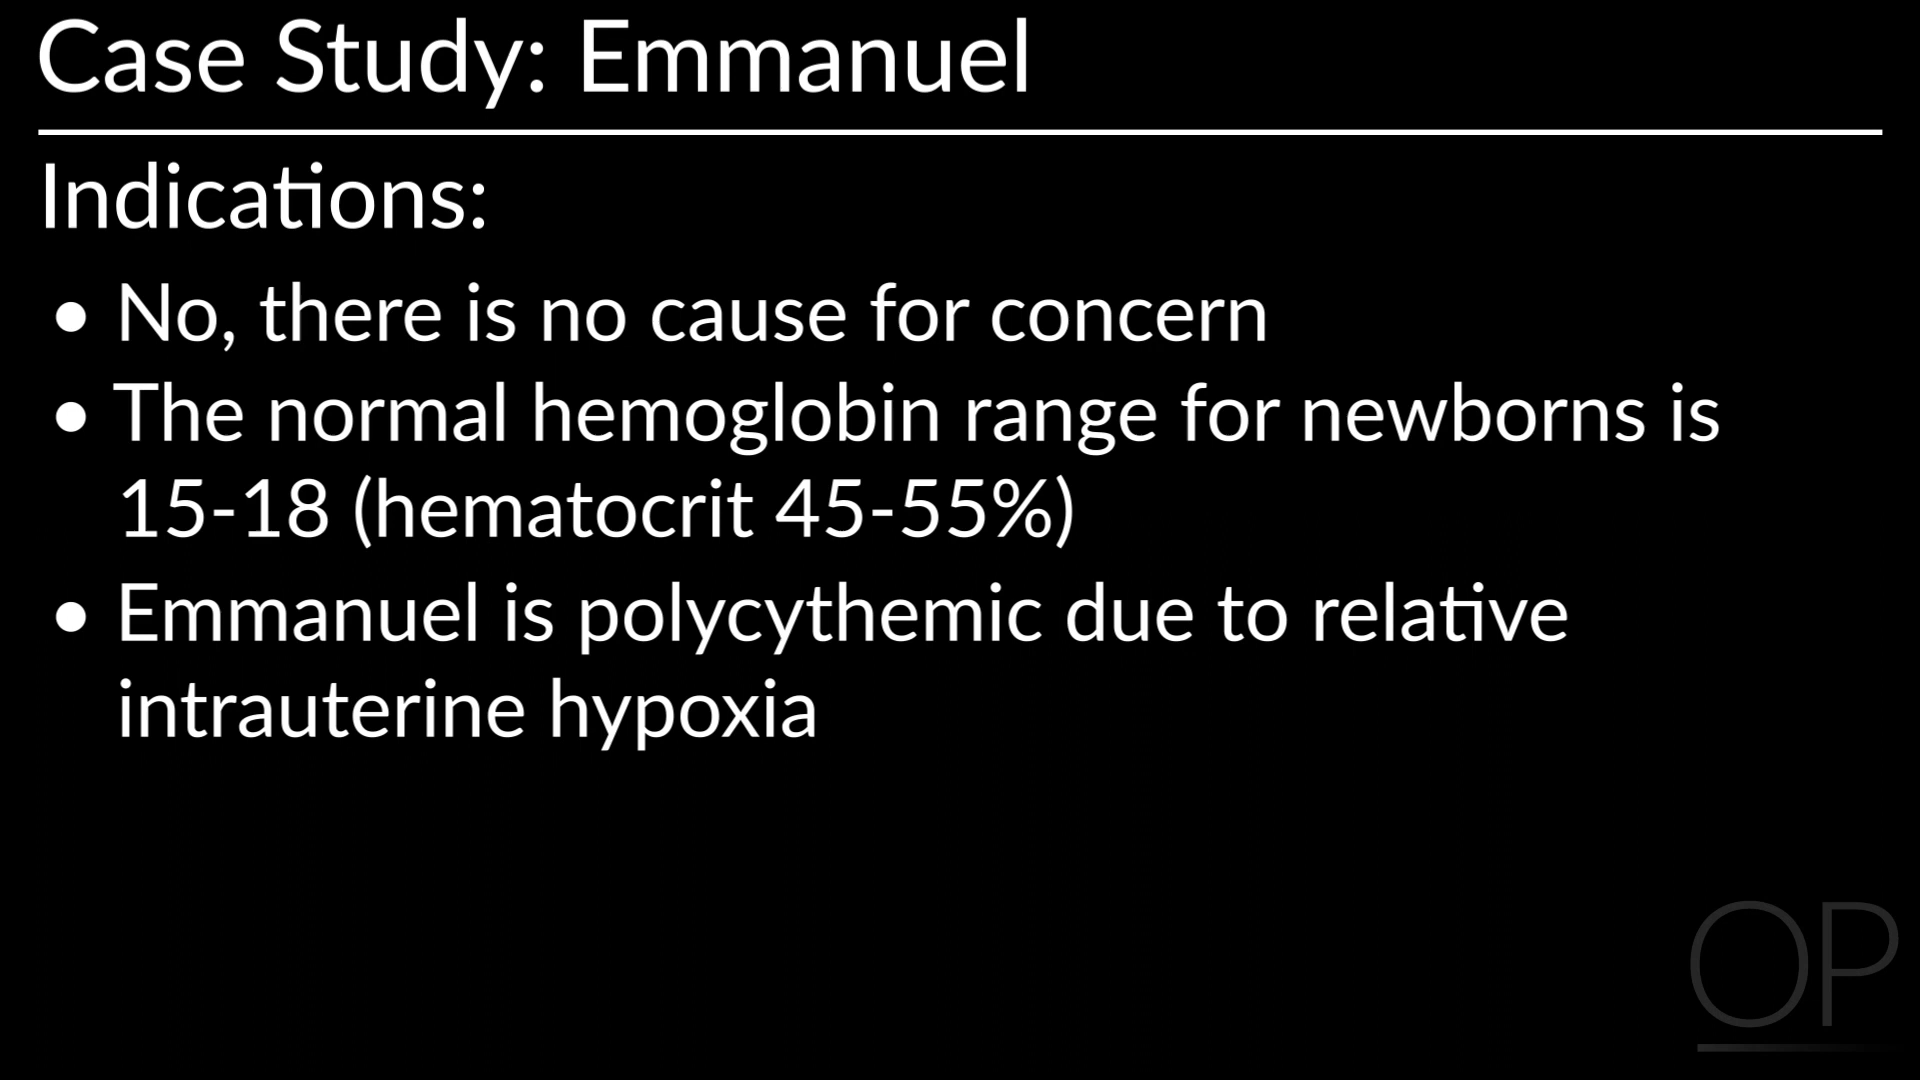 Case Study: Emmanuel
Indications:
• No, there is no cause for concern
• The normal hemoglobin range for newborns is
15-18 (hematocrit 45-55%)
• Emmanuel is polycythemic due to relative
intrauterine hypoxia
OP